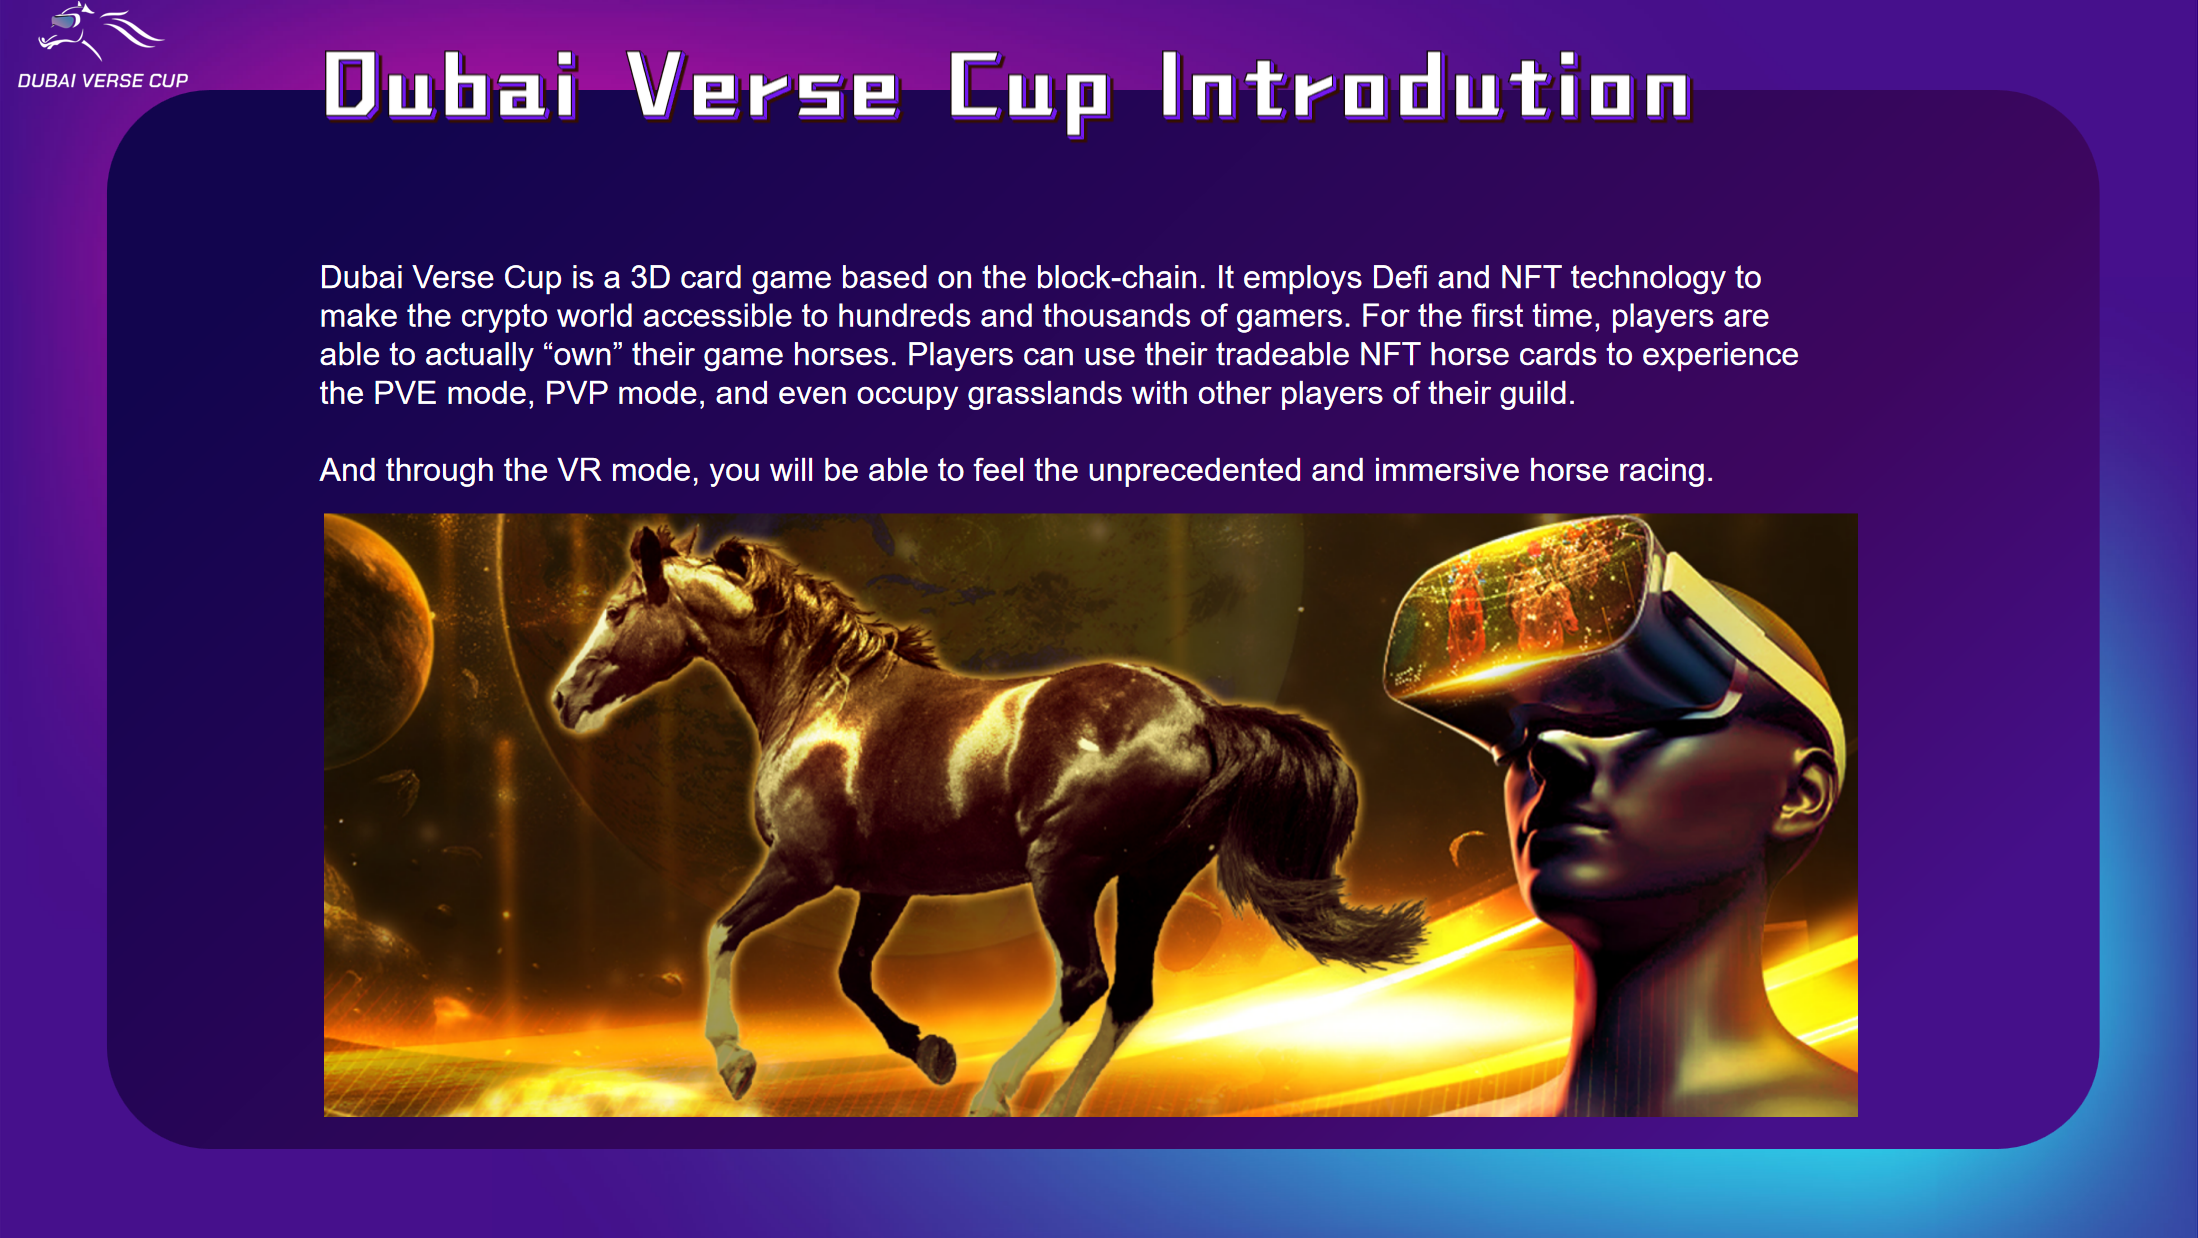 DUBAI VERSE CUP
Dubai Verse Cup Introdution
Dubai Verse Cup is a 3D card game based on the block-chain. It employs Defi and NFT technology to
make the crypto world accessible to hundreds and thousands of gamers. For the first time, players are
able to actually “own” their game horses. Players can use their tradeable NFT horse cards to experience
the PVE mode, PVP mode, and even occupy grasslands with other players of their guild.
And through the VR mode, you will be able to feel the unprecedented and immersive horse racing.